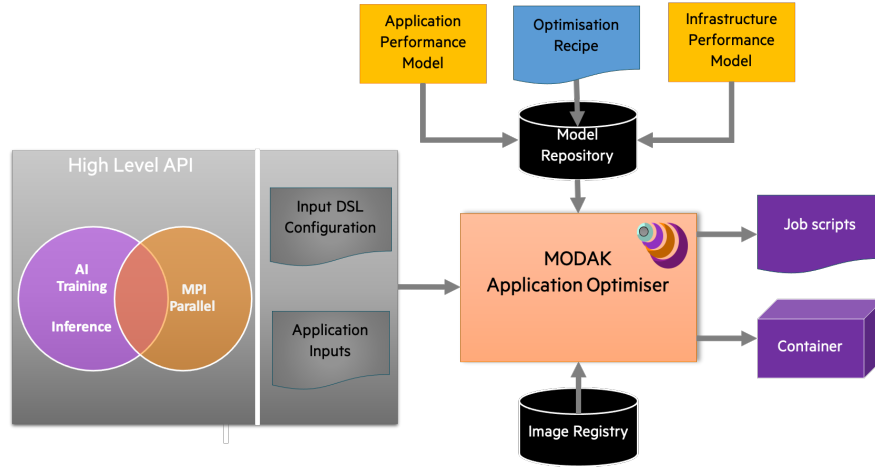 Application
Performance
Model
Optimisation
Recipe
Infrastructure
Performance
Model
Model
Repository
High Level API
AI
Training
Inference
MPI
Parallel
Input DSL
Configuration
Application
Inputs
MODAK
Application Optimiser
Job scripts
Container
Image Registry